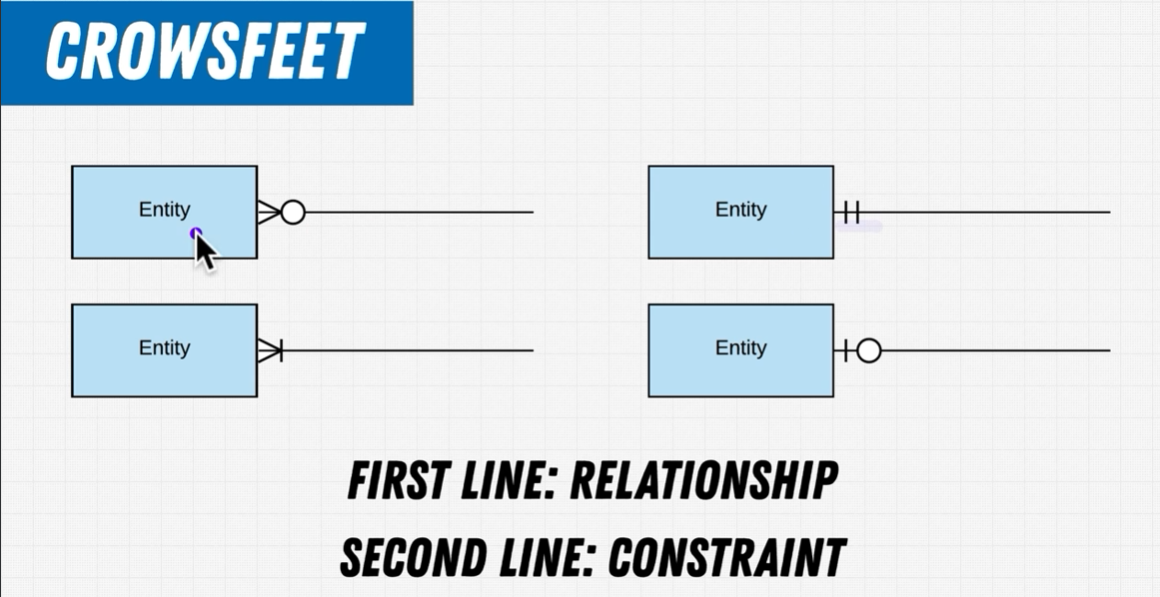 CROWSFEET
Entity
Entity
Entity
Entity
FIRST LINE: RELATIONSHIP
SECOND LINE: CONSTRAINT